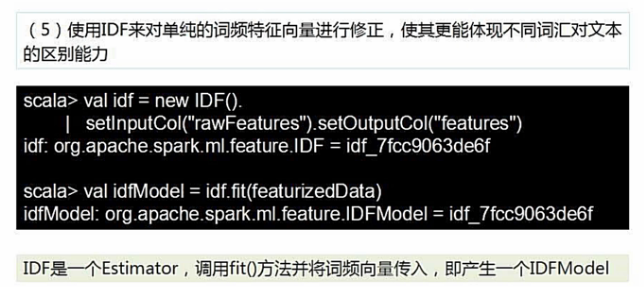 （5）使用IDF来对单纯的词频特征向量进行修正，使其更能体现不同词汇对文本
的区别能力
scala> val idf = new IDF().
| setInputCol("rawFeatures").setOutputCol("features")
idf: org.apache.spark.ml.feature.IDF = idf_7fcc9063de6f
scala> val idfModel = idf.fit(featurizedData)
idfModel: org.apache.spark.ml.feature.IDFModel = idf_7fcc9063de6f
IDF是一个Estimator，调用fit()方法并将词频向量传入，即产生一个IDFModel